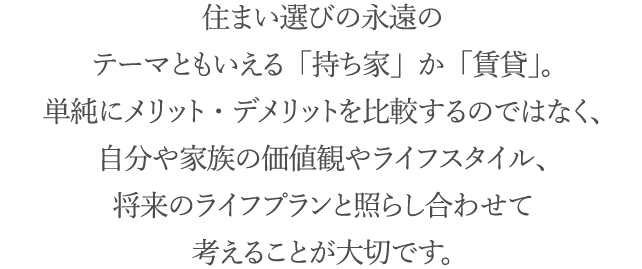 住まい選びの永遠の
テーマともいえる「持ち家」か「賃貸」。
単純にメリット・デメリットを比較するのではなく、
自分や家族の価値観やライフスタイル、
将来のライフプランと照らし合わせて
考えることが大切です。